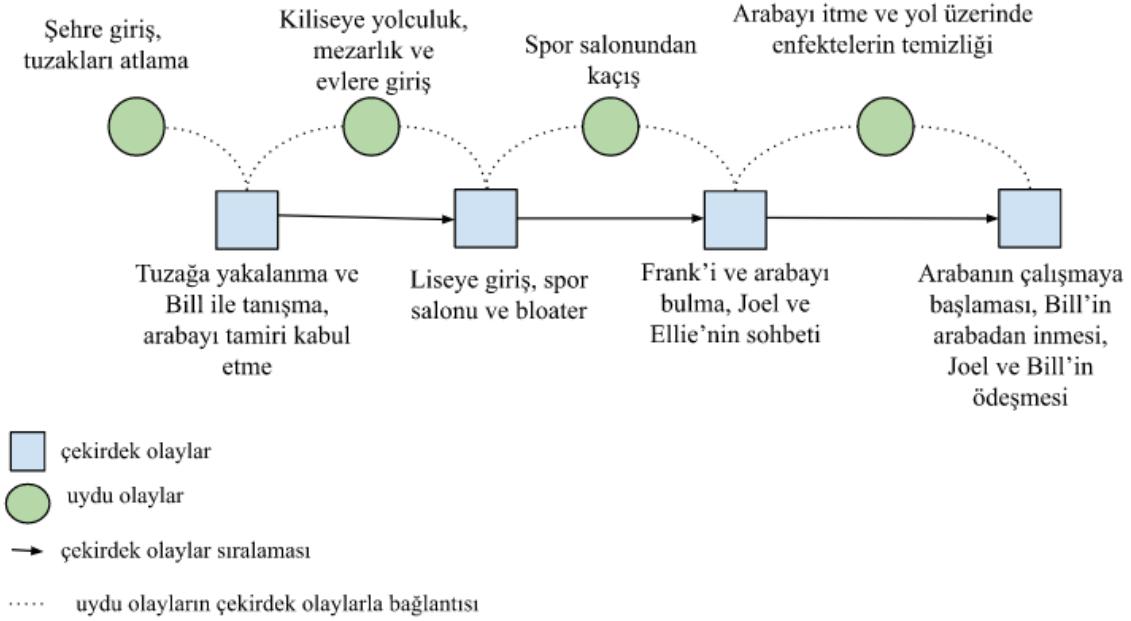 Şehre giriş,
tuzakları atlama
Kiliseye yolculuk,
mezarlık ve
evlere giriş
Spor salonundan
kaçış
Arabayı itme ve yol üzerinde
enfektelerin temizliği
Tuzağa yakalanma ve
Bill ile tanışma,
arabayı tamiri kabul
etme
Liseye giriş, spor
salonu ve bloater
Frank’i ve arabayı
bulma, Joel ve
Ellie’nin sohbeti
Arabanın çalışmaya
başlaması, Bill’in
arabadan inmesi,
Joel ve Bill’in
ödeşmesi
çekirdek olaylar
uydu olaylar
çekirdek olaylar sıralaması
uydu olayların çekirdek olaylarla bağlantısı